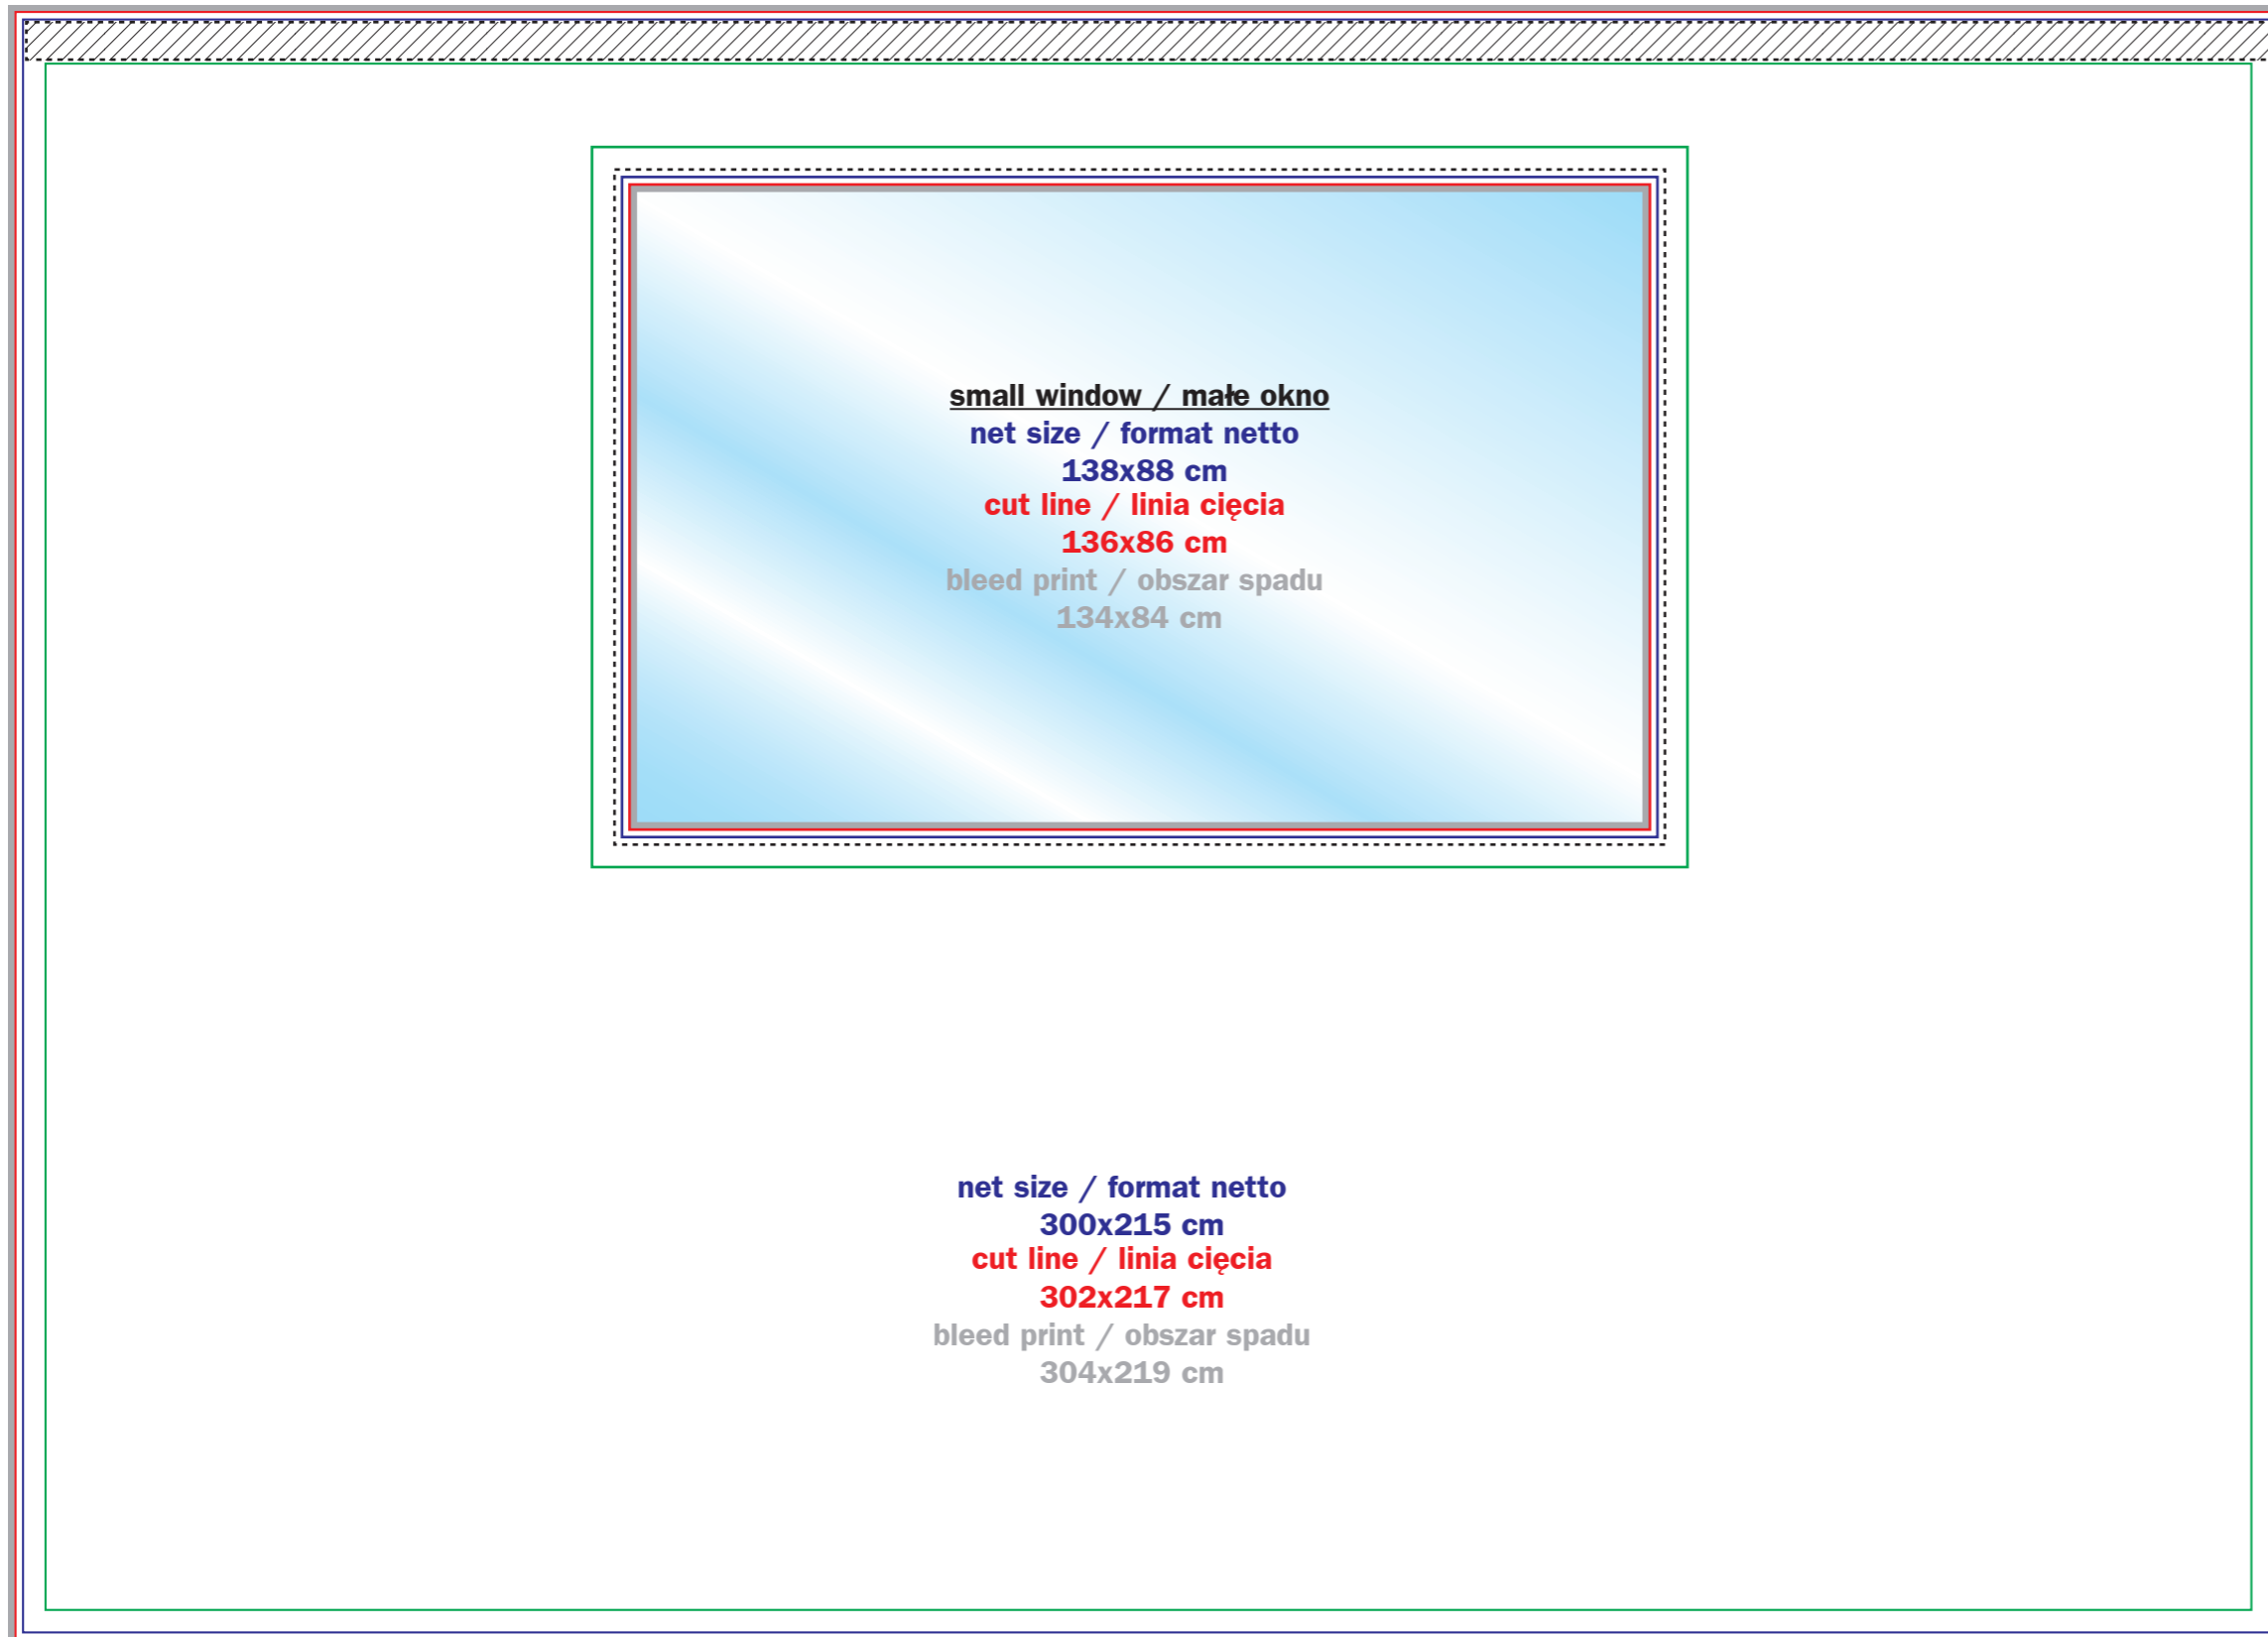 small window / małe okno
net size / format netto
138x88 cm
cut line / linia cięcia
136x86 cm
bleed print / obszar spadu
134x84 cm
net size / format netto
300x215 cm
cut line / linia cięcia
302x217 cm
bleed print / obszar spadu
304x219 cm